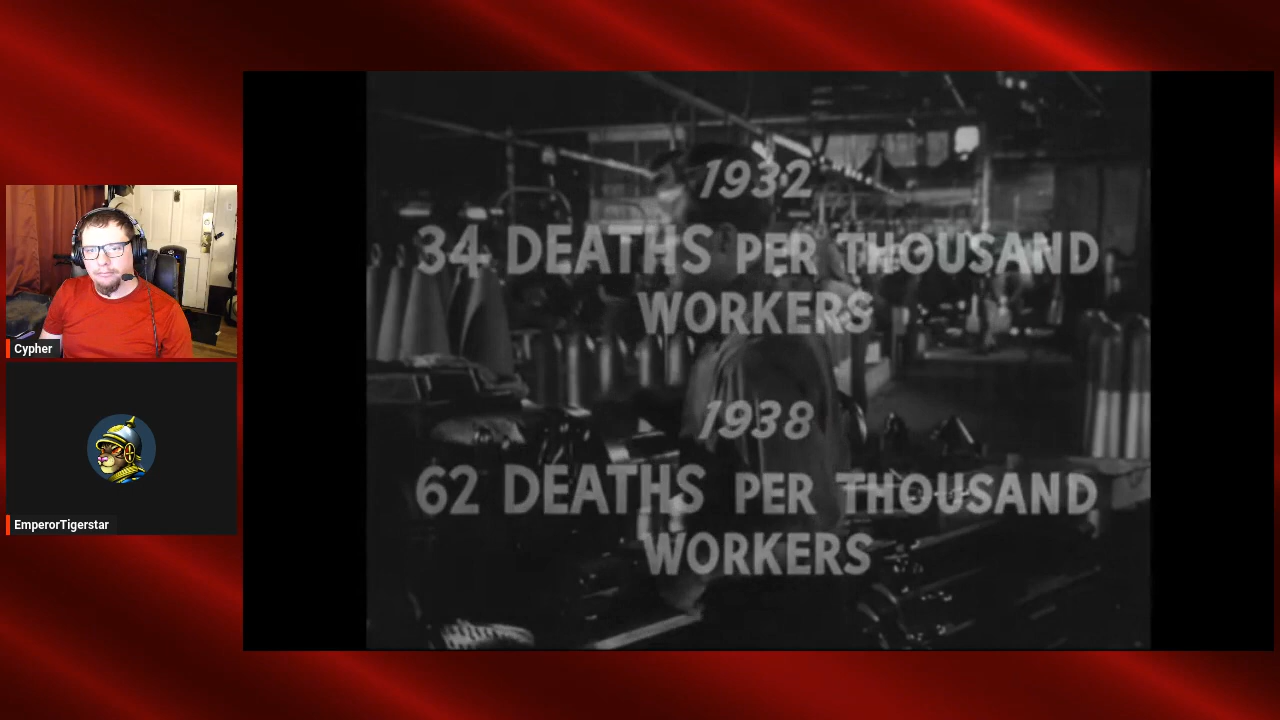 1932
34 DEATHS PER THOUSAND
WORKERS
1938
62 DEATHS PER THOUSAND
WORKERS
Cypher
EmperorTigerstar